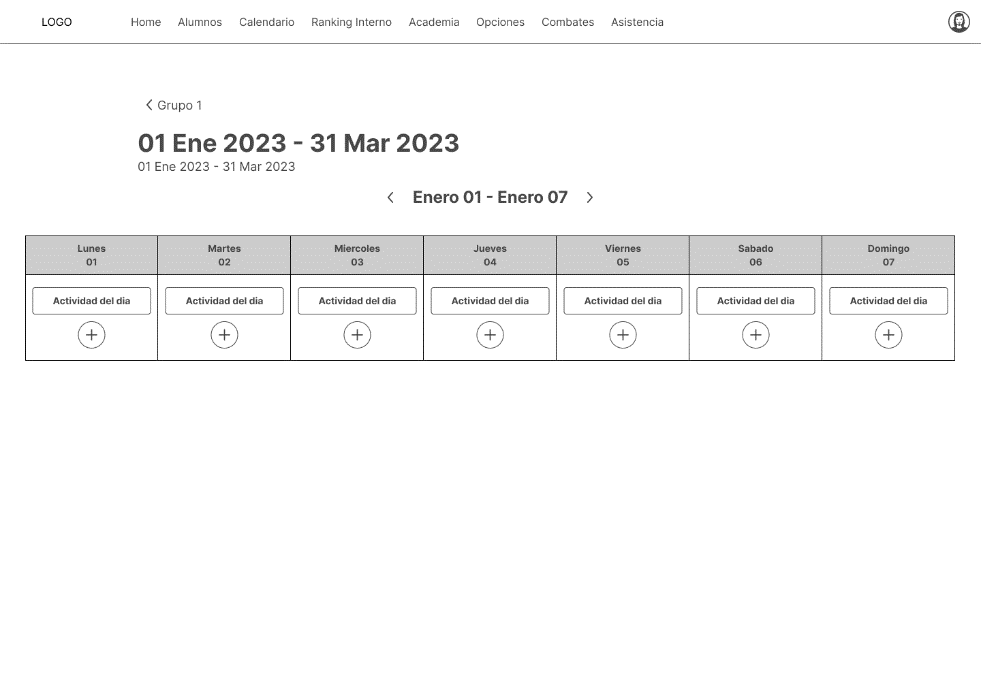 LOGO Home Alumnos Calendario Ranking Interno Academia Opciones Combates Asistencia
Grupo 1
01 Ene 2023 - 31 Mar 2023
01 Ene 2023 - 31 Mar 2023
Enero 01 - Enero 07
Lunes Martes Miercoles Jueves Viernes Sabado Domingo
01 02 03 04 05 06 07
Actividad del dia Actividad del dia Actividad del dia Actividad del dia Actividad del dia Actividad del dia Actividad del dia